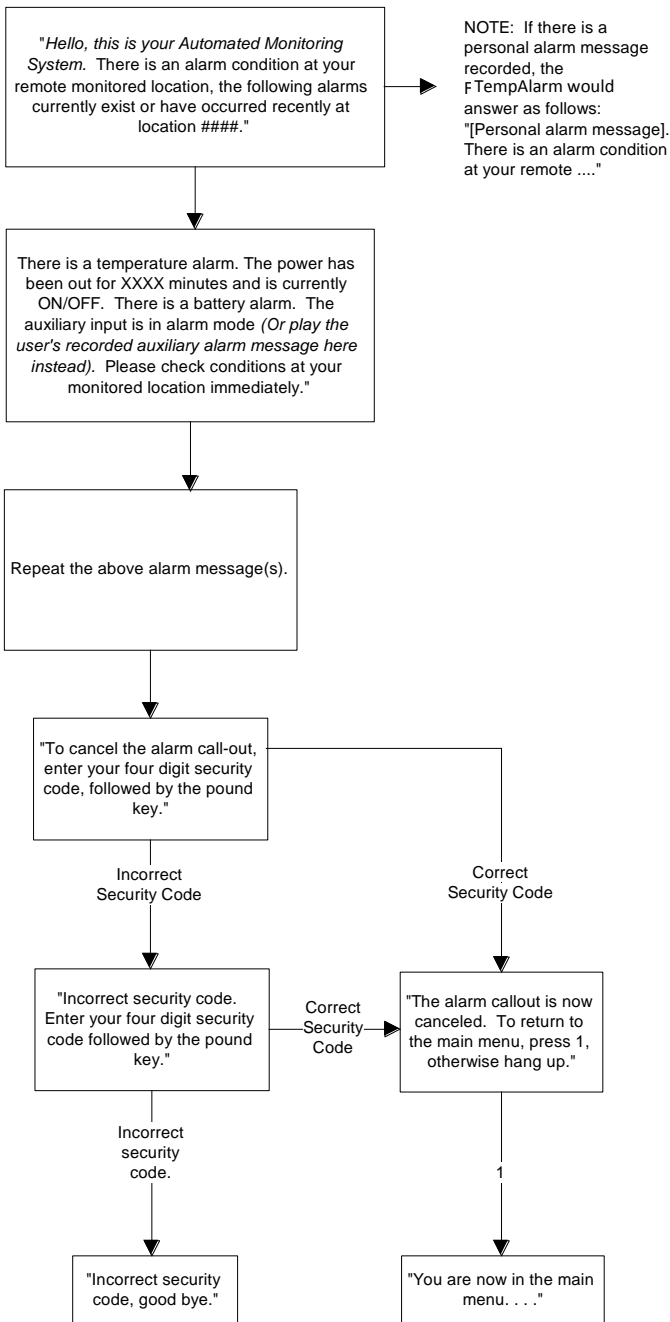 "Hello, this is your Automated Monitoring
System. There is an alarm condition at your
remote monitored location, the following alarms
currently exist or have occurred recently at
location ####."
NOTE: If there is a
personal alarm message
recorded, the
FTempAlarm would
answer as follows:
"[Personal alarm message].
There is an alarm condition
at your remote ...."
There is a temperature alarm. The power has
been out for XXXX minutes and is currently
ON/OFF. There is a battery alarm. The
auxiliary input is in alarm mode (Or play the
user's recorded auxiliary alarm message here
instead). Please check conditions at your
monitored location immediately."
Repeat the above alarm message(s).
"To cancel the alarm call-out,
enter your four digit security
code, followed by the pound
key."
Incorrect
Security Code
Correct
Security Code
"Incorrect security code.
Enter your four digit security
code followed by the pound
key."
Correct
Security
Code
"The alarm callout is now
canceled. To return to
the main menu, press 1,
otherwise hang up."
Incorrect
security
code.
1
"Incorrect security
code, good bye."
"You are now in the main
menu. . . ."